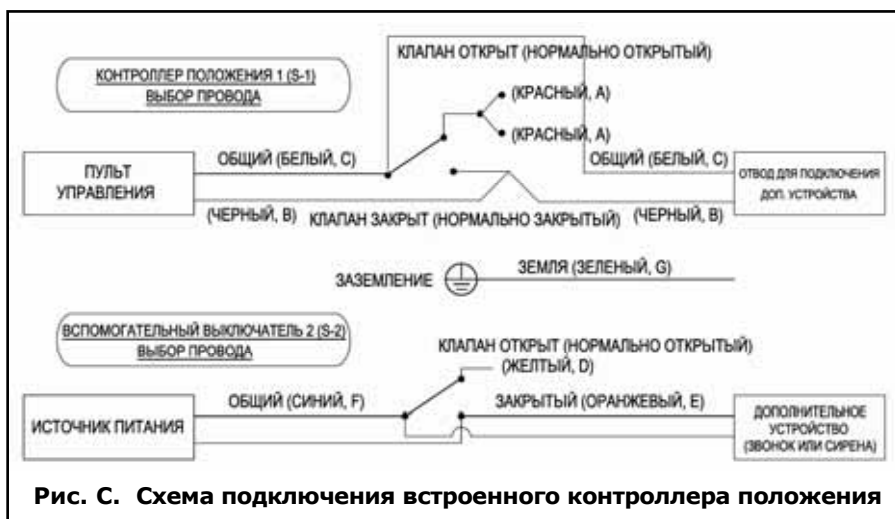 КЛАПАН ОТКРЫТ (НОРМАЛЬНО ОТКРЫТЫЙ)
КОНТРОЛЛЕР ПОЛОЖЕНИЯ 1 (S-1)
ВЫБОР ПРОВОДА
(КРАСНЫЙ, A)
(КРАСНЫЙ, A)
ПУЛЬТ
УПРАВЛЕНИЯ
ОБЩИЙ (БЕЛЫЙ, C)
ОБЩИЙ (БЕЛЫЙ, C)
ОТВОД ДЛЯ ПОДКЛЮЧЕНИЯ
ДОП. УСТРОЙСТВА
(ЧЕРНЫЙ, B)
КЛАПАН ЗАКРЫТ (НОРМАЛЬНО ЗАКРЫТЫЙ)
(ЧЕРНЫЙ, B)
ЗАЗЕМЛЕНИЕ
ЗЕМЛЯ (ЗЕЛЕНЫЙ, G)
ВСПОМОГАТЕЛЬНЫЙ ВЫКЛЮЧАТЕЛЬ 2 (S-2)
ВЫБОР ПРОВОДА
КЛАПАН ОТКРЫТ (НОРМАЛЬНО ОТКРЫТЫЙ)
(ЖЕЛТЫЙ, D)
ИСТОЧНИК ПИТАНИЯ
ОБЩИЙ (СИНИЙ, F)
ЗАКРЫТЫЙ (ОРАНЖЕВЫЙ, E)
ДОПОЛНИТЕЛЬНОЕ
УСТРОЙСТВО
(ЗВОНОК ИЛИ СИРЕНА)
Рис. С. Схема подключения встроенного контроллера положения